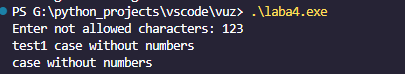 PS G:\python_projects\vscode\vuz> .\laba4.exe
Enter not allowed characters: 123
test1 case without numbers
case without numbers